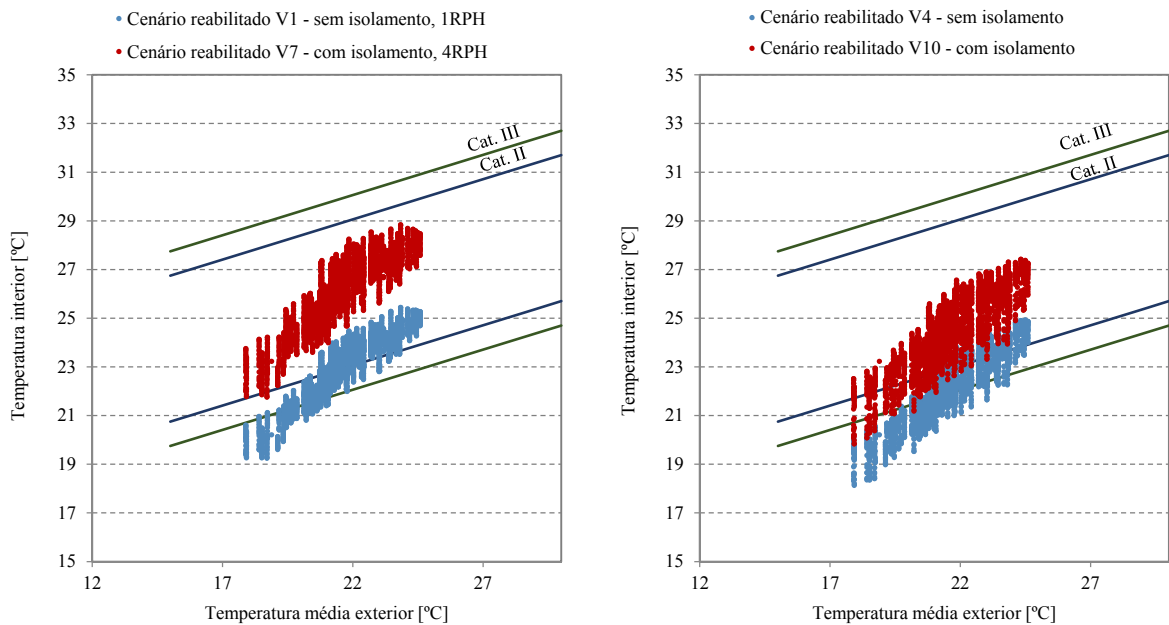 Cenário reabilitado V1 - sem isolamento, 1RPH
Cenário reabilitado V7 - com isolamento, 4RPH
35
33
31
29
27
25
23
21
19
17
15
12
17
22
27
Temperatura interior [ºC]
Temperatura média exterior [ºC]
Cat. III
Cat. II
Cenário reabilitado V4 - sem isolamento
Cenário reabilitado V10 - com isolamento
35
33
31
29
27
25
23
21
19
17
15
12
17
22
27
Temperatura interior [ºC]
Temperatura média exterior [ºC]
Cat. III
Cat. II